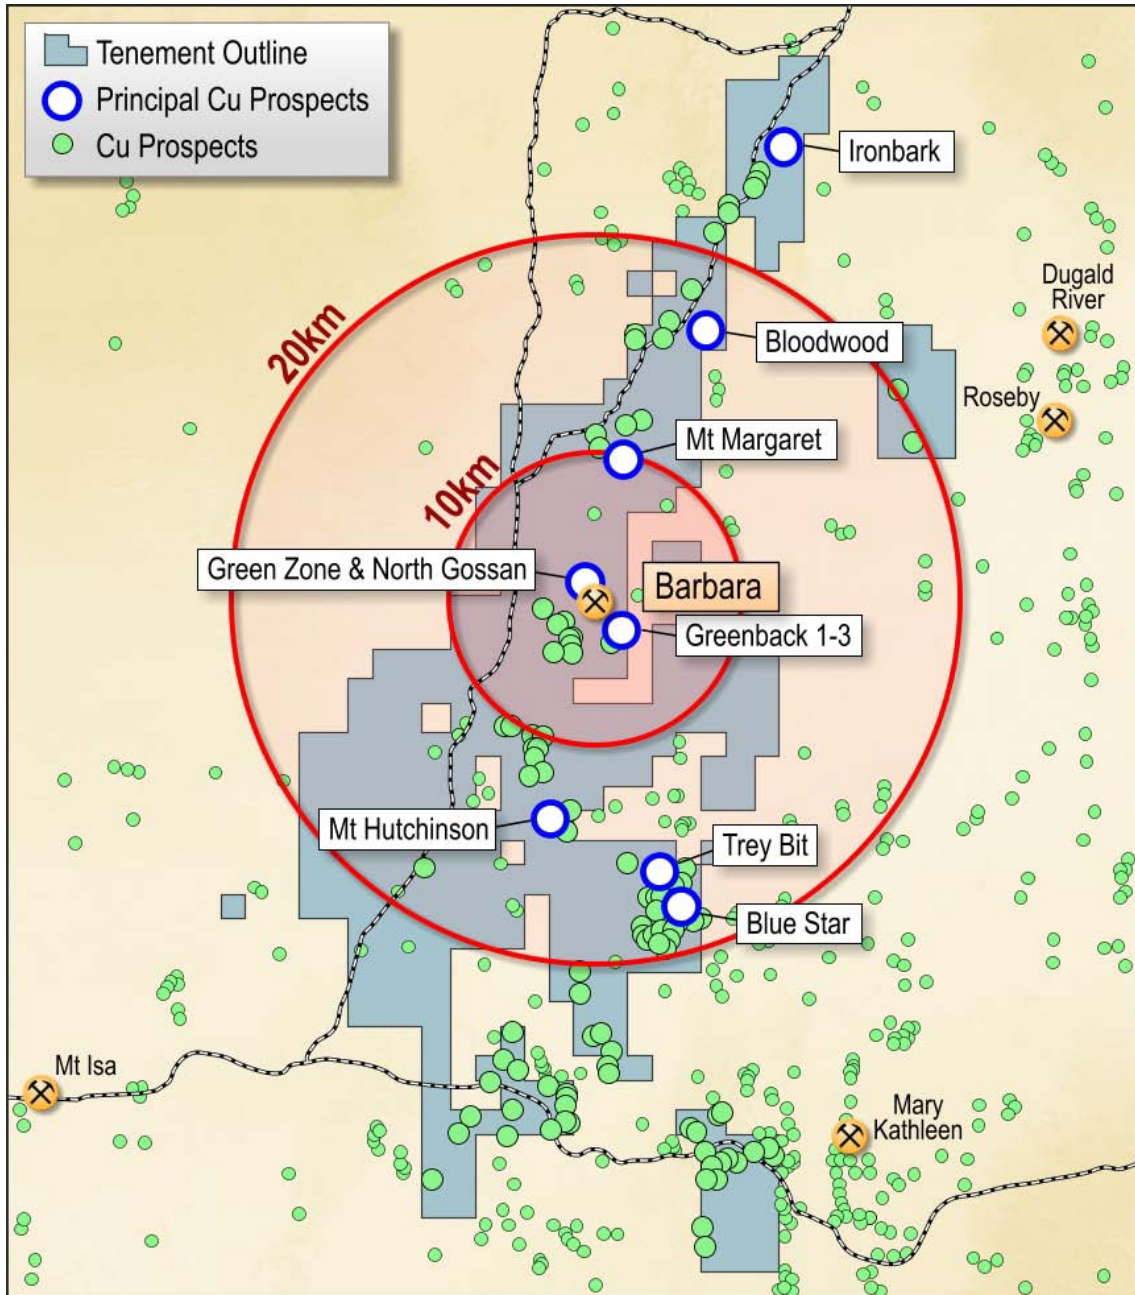 Tenement Outline
Principal Cu Prospects
Cu Prospects
Ironbark
Dugald
River
20km
Bloodwood
Roseby
Mt Margaret
10km
Green Zone & North Gossan
Barbara
Greenback 1-3
Mt Hutchinson
Trey Bit
Blue Star
Mt Isa
Mary
Kathleen